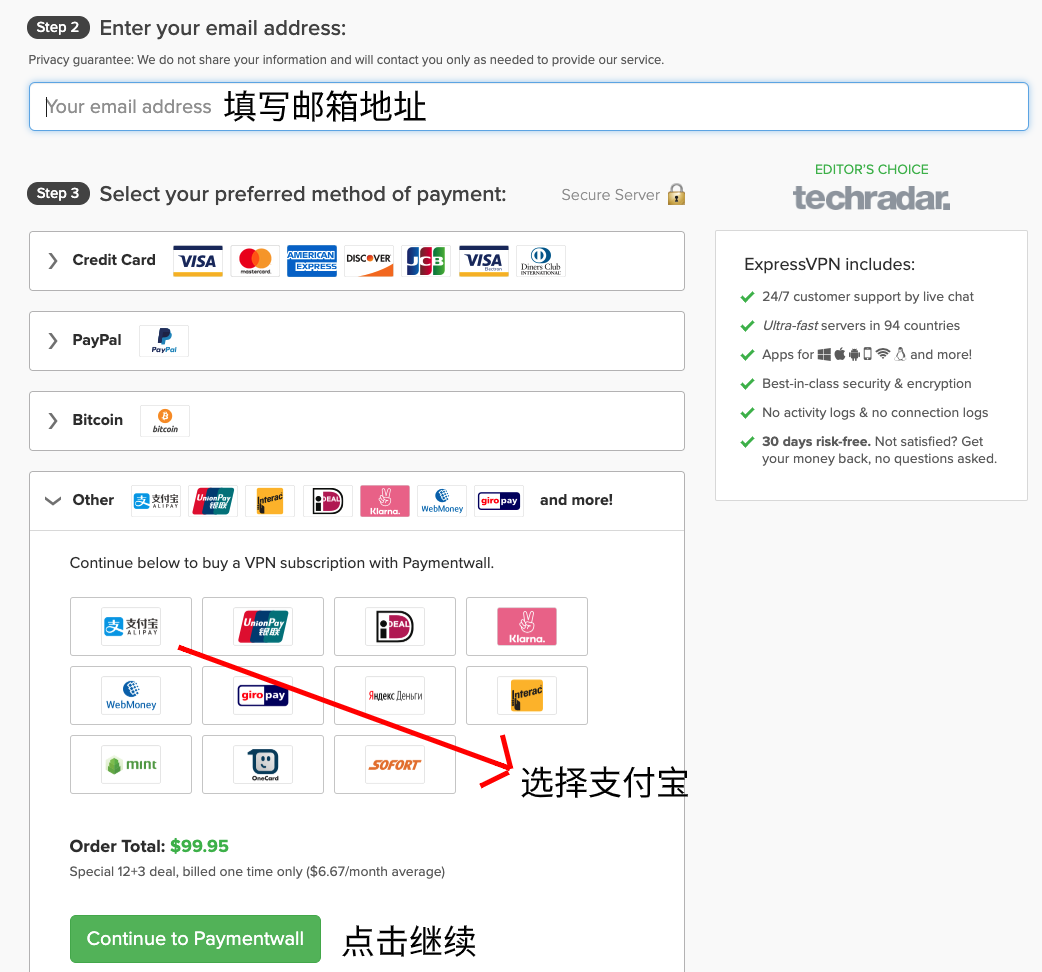 Step 2 Enter your email address:
Privacy guarantee: We do not share your information and will contact you only as needed to provide our service.
Your email address 填写邮箱地址
Step 3 Select your preferred method of payment:
Secure Server
EDITOR'S CHOICE
techradar.
Credit Card VISA mastercard. AMERICAN EXPRESS DISCOVER JCB VISA Electron Diners Club INTERNATIONAL
PayPal PayPal
Bitcoin bitcoin
Other 支付宝 ALIPAY UnionPay 银联 Interac iDEAL Klarna. WebMoney giropay and more!
ExpressVPN includes:
24/7 customer support by live chat
Ultra-fast servers in 94 countries
Apps for and more!
Best-in-class security & encryption
No activity logs & no connection logs
30 days risk-free. Not satisfied? Get
your money back, no questions asked.
Continue below to buy a VPN subscription with Paymentwall.
支付宝 ALIPAY UnionPay 银联 iDEAL Klarna.
WebMoney giropay Яндекс Деньги Interac
mint OneCard SOFORT
选择支付宝
Order Total: $99.95
Special 12+3 deal, billed one time only ($6.67/month average)
Continue to Paymentwall 点击继续